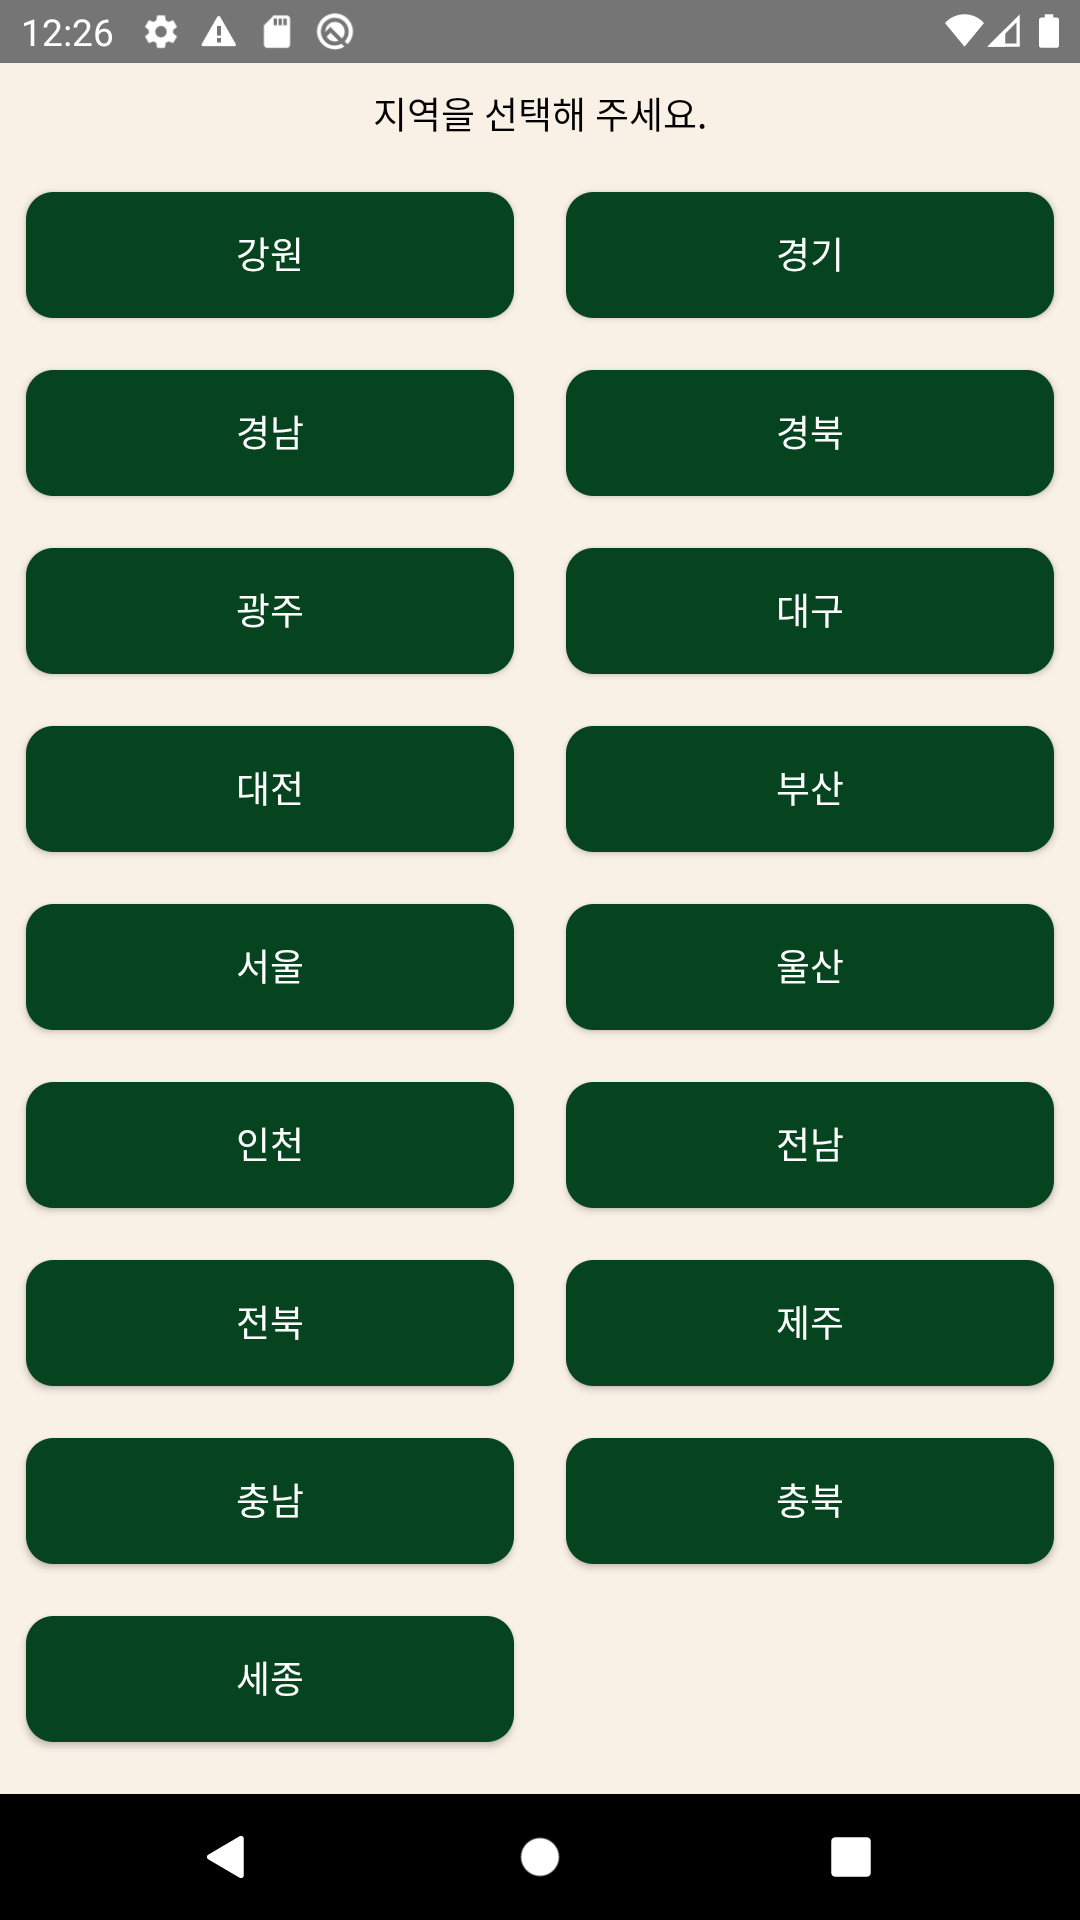 12:26
지역을 선택해 주세요.
강원
경기
경남
경북
광주
대구
대전
부산
서울
울산
인천
전남
전북
제주
충남
충북
세종